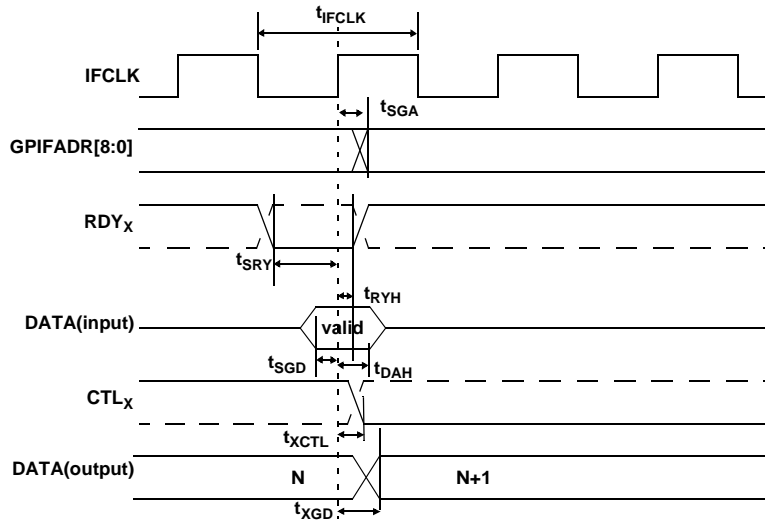 tIFCLK
IFCLK
tSGA
GPIFADR[8:0]
RDYX
tSRY
tRYH
DATA(input)
valid
tSGD
tDAH
CTLX
tXCTL
DATA(output)
N
N+1
tXGD